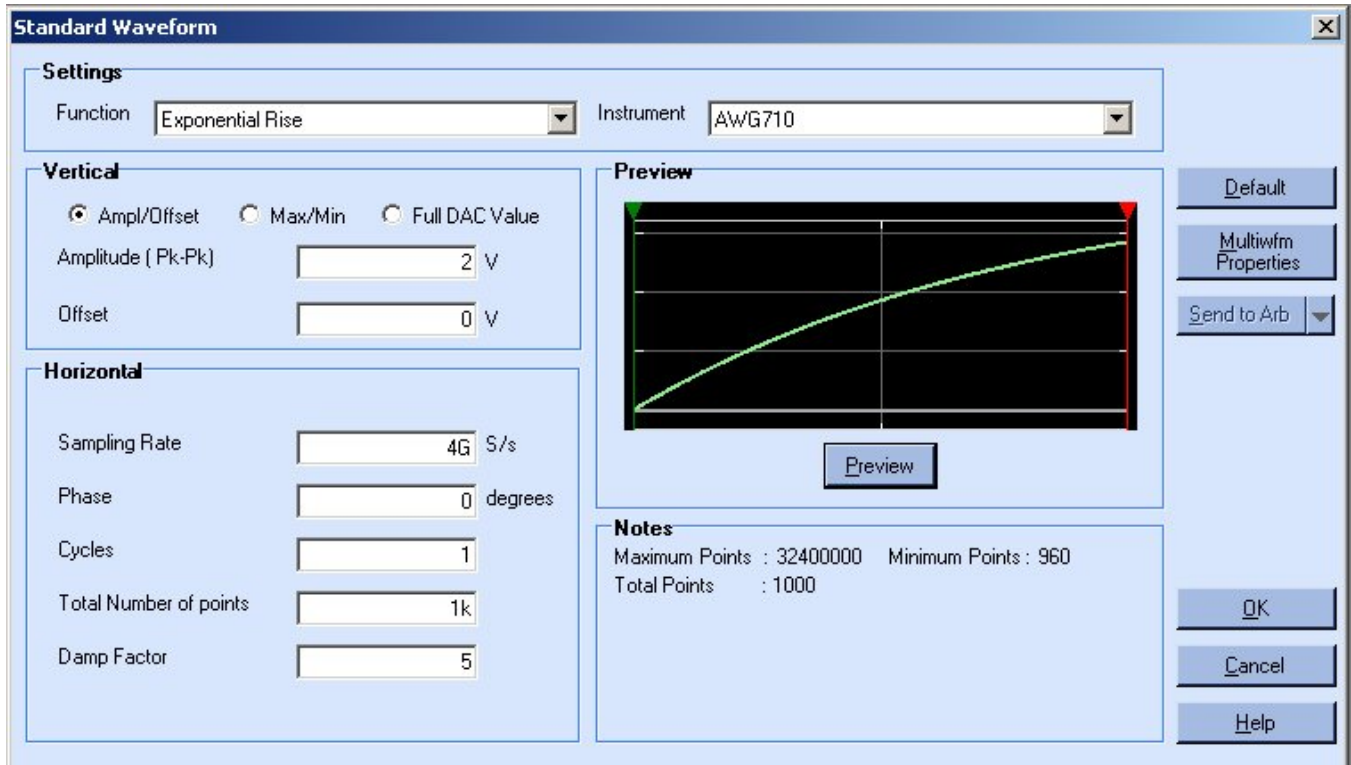 Standard Waveform
Settings
Function Exponential Rise Instrument AWG710
Vertical
Ampl/Offset Max/Min Full DAC Value
Amplitude ( Pk-Pk) 2 V
Offset 0 V
Horizontal
Sampling Rate 4G S/s
Phase 0 degrees
Cycles 1
Total Number of points 1k
Damp Factor 5
Preview
Preview
Notes
Maximum Points : 32400000 Minimum Points : 960
Total Points : 1000
Default
Multiwfm
Properties
Send to Arb
OK
Cancel
Help